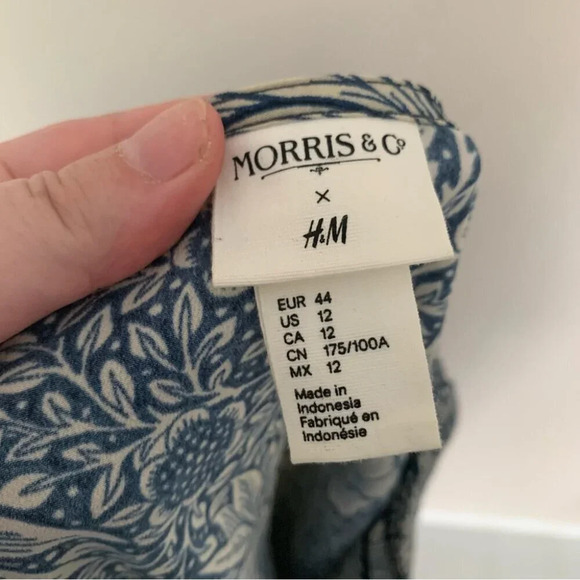 MORRIS & Co
×
H&M
EUR 44
US 12
CA 12
CN 175/100A
MX 12
Made in
Indonesia
Fabriqué en
Indonésie